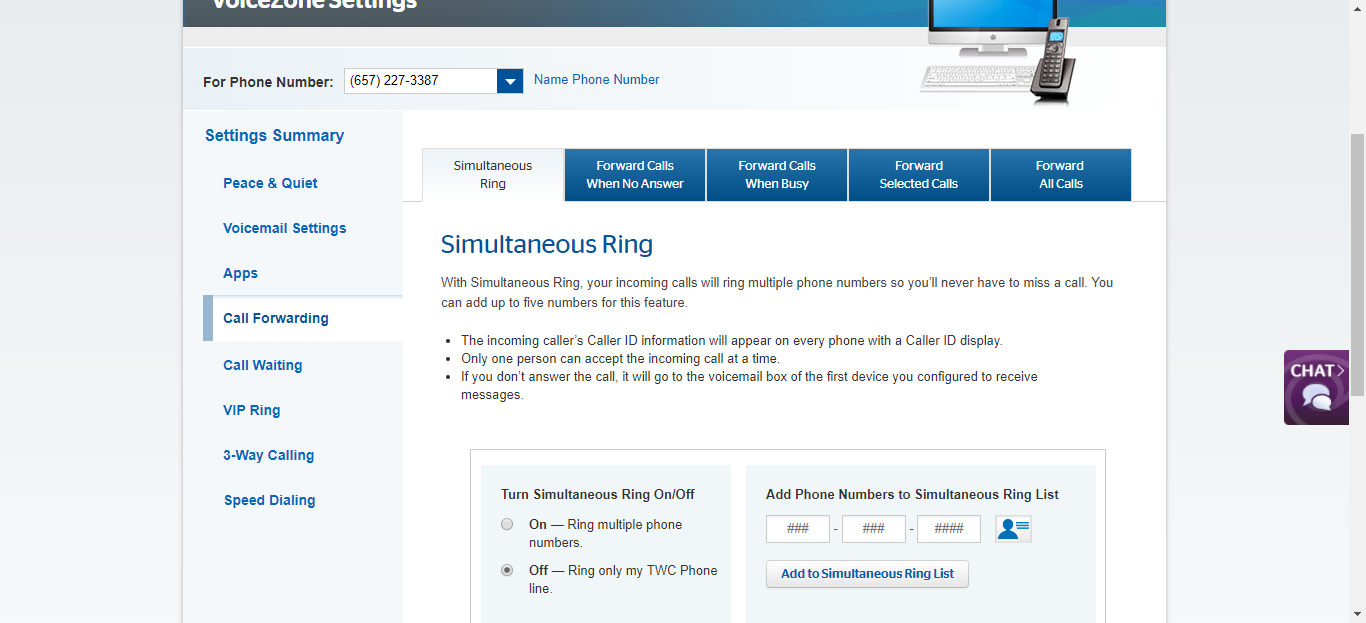 VoiceZone Settings
For Phone Number:
(657) 227-3387
Name Phone Number
Settings Summary
Peace & Quiet
Voicemail Settings
Apps
Call Forwarding
Call Waiting
VIP Ring
3-Way Calling
Speed Dialing
Simultaneous
Ring
Forward Calls
When No Answer
Forward Calls
When Busy
Forward
Selected Calls
Forward
All Calls
Simultaneous Ring
With Simultaneous Ring, your incoming calls will ring multiple phone numbers so you’ll never have to miss a call. You
can add up to five numbers for this feature.
• The incoming caller’s Caller ID information will appear on every phone with a Caller ID display.
• Only one person can accept the incoming call at a time.
• If you don’t answer the call, it will go to the voicemail box of the first device you configured to receive
messages.
Turn Simultaneous Ring On/Off
On — Ring multiple phone
numbers.
Off — Ring only my TWC Phone
line.
Add Phone Numbers to Simultaneous Ring List
### - ### - ####
Add to Simultaneous Ring List
CHAT>